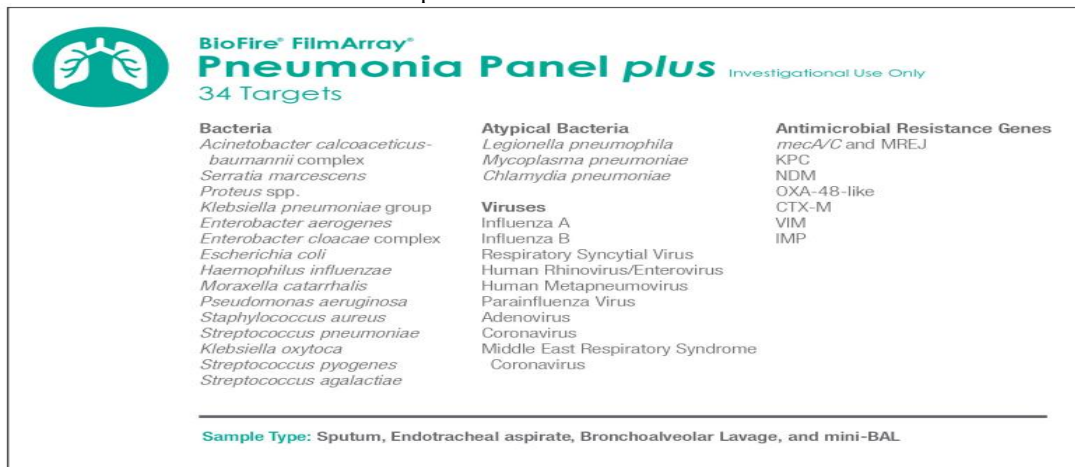 BioFire® FilmArray®
Pneumonia Panel plus Investigational Use Only
34 Targets
Bacteria
Acinetobacter calcoaceticus-
baumannii complex
Serratia marcescens
Proteus spp.
Klebsiella pneumoniae group
Enterobacter aerogenes
Enterobacter cloacae complex
Escherichia coli
Haemophilus influenzae
Moraxella catarrhalis
Pseudomonas aeruginosa
Staphylococcus aureus
Streptococcus pneumoniae
Klebsiella oxytoca
Streptococcus pyogenes
Streptococcus agalactiae
Atypical Bacteria
Legionella pneumophila
Mycoplasma pneumoniae
Chlamydia pneumoniae
Viruses
Influenza A
Influenza B
Respiratory Syncytial Virus
Human Rhinovirus/Enterovirus
Human Metapneumovirus
Parainfluenza Virus
Adenovirus
Coronavirus
Middle East Respiratory Syndrome
Coronavirus
Antimicrobial Resistance Genes
mecA/C and MREJ
KPC
NDM
OXA-48-like
CTX-M
VIM
IMP
Sample Type: Sputum, Endotracheal aspirate, Bronchoalveolar Lavage, and mini-BAL